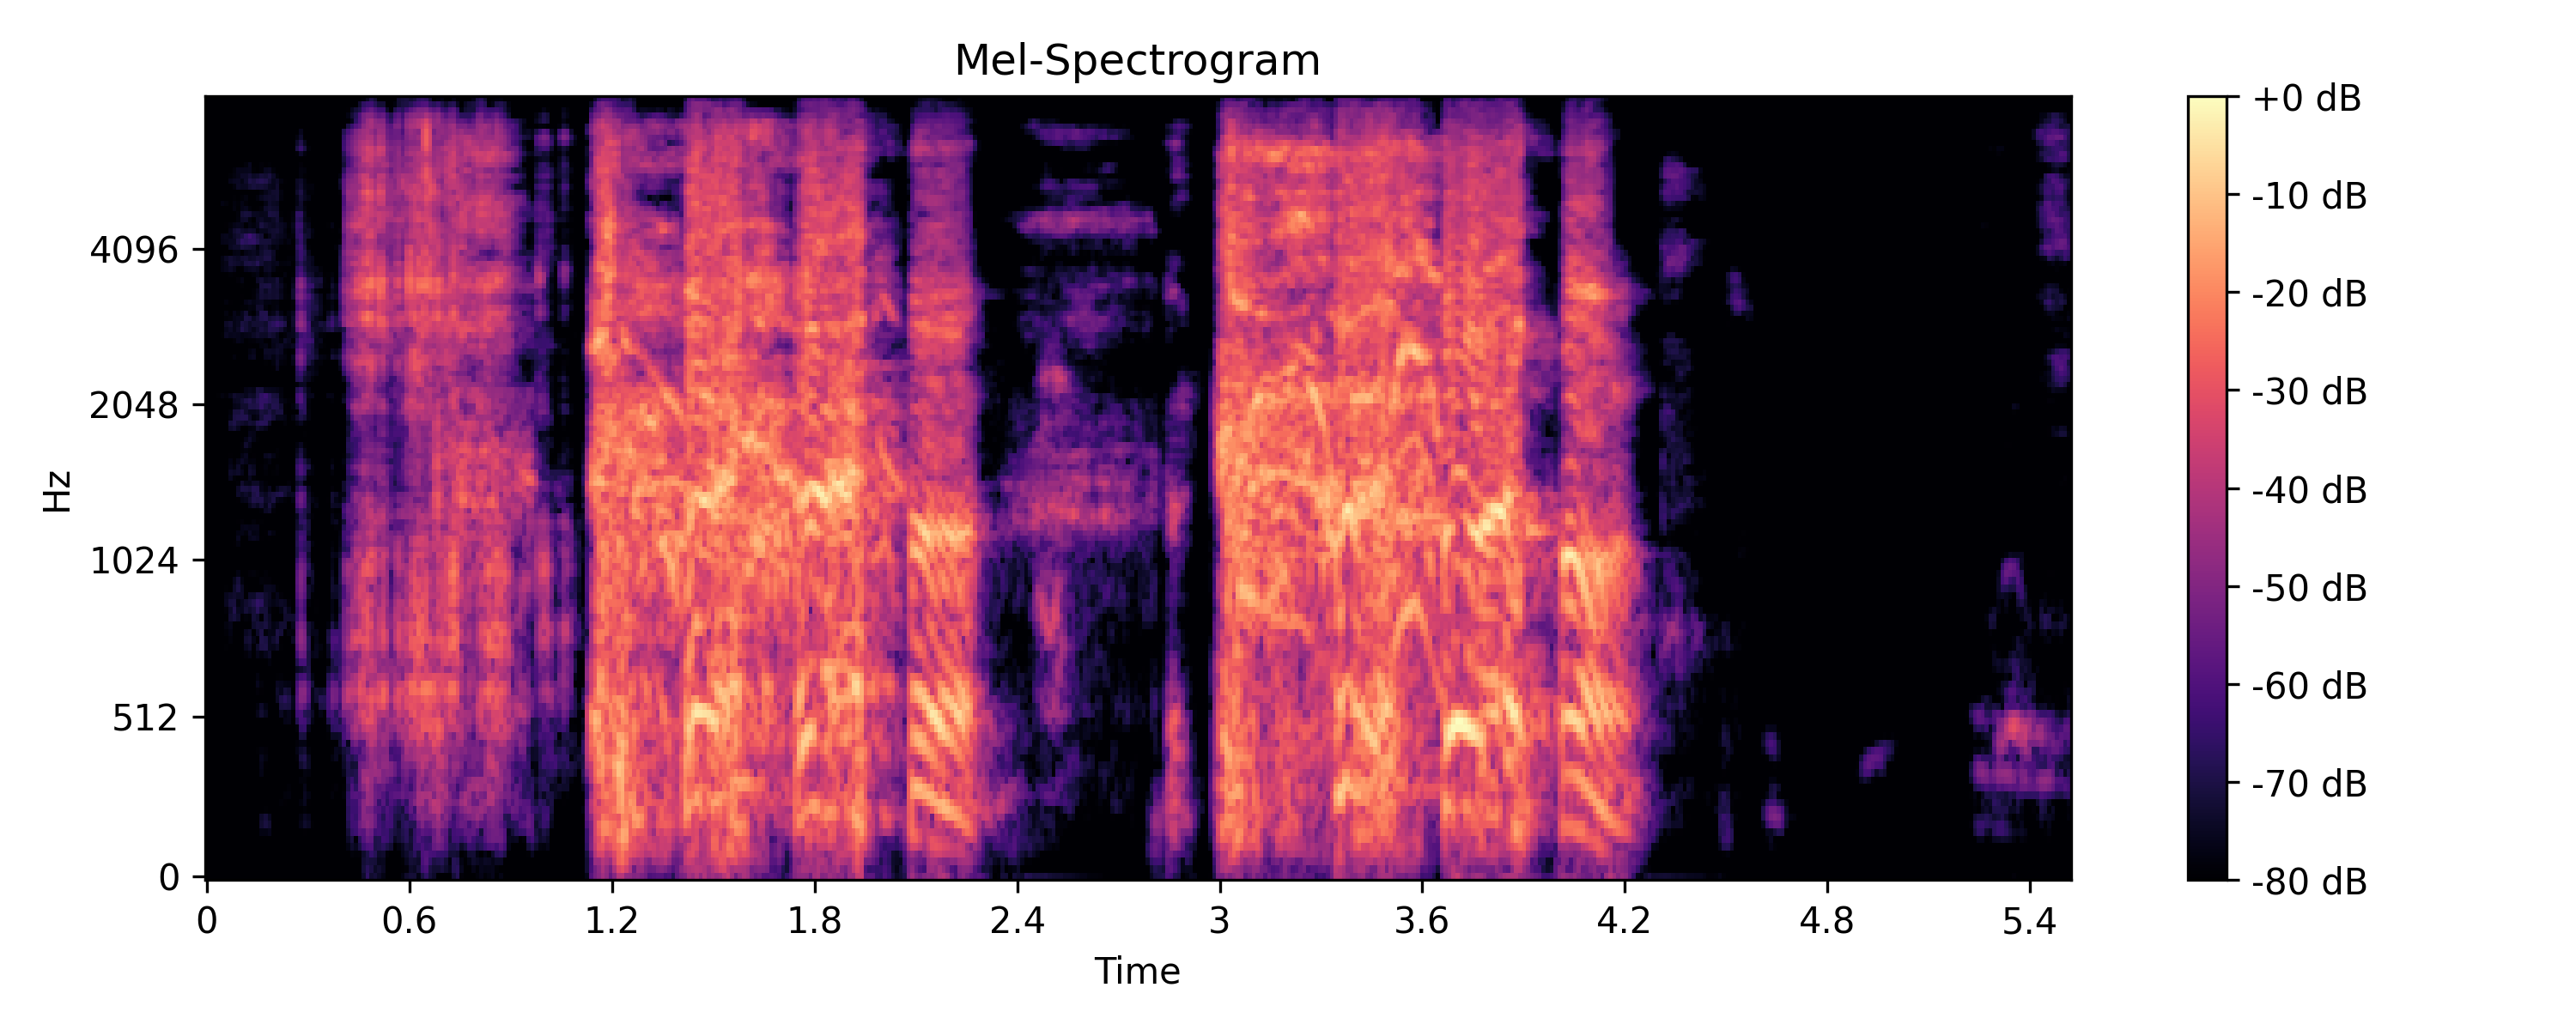 Mel-Spectrogram
+0 dB
-10 dB
-20 dB
-30 dB
-40 dB
-50 dB
-60 dB
-70 dB
-80 dB
Hz
4096
2048
1024
512
0
0 0.6 1.2 1.8 2.4 3 3.6 4.2 4.8 5.4
Time